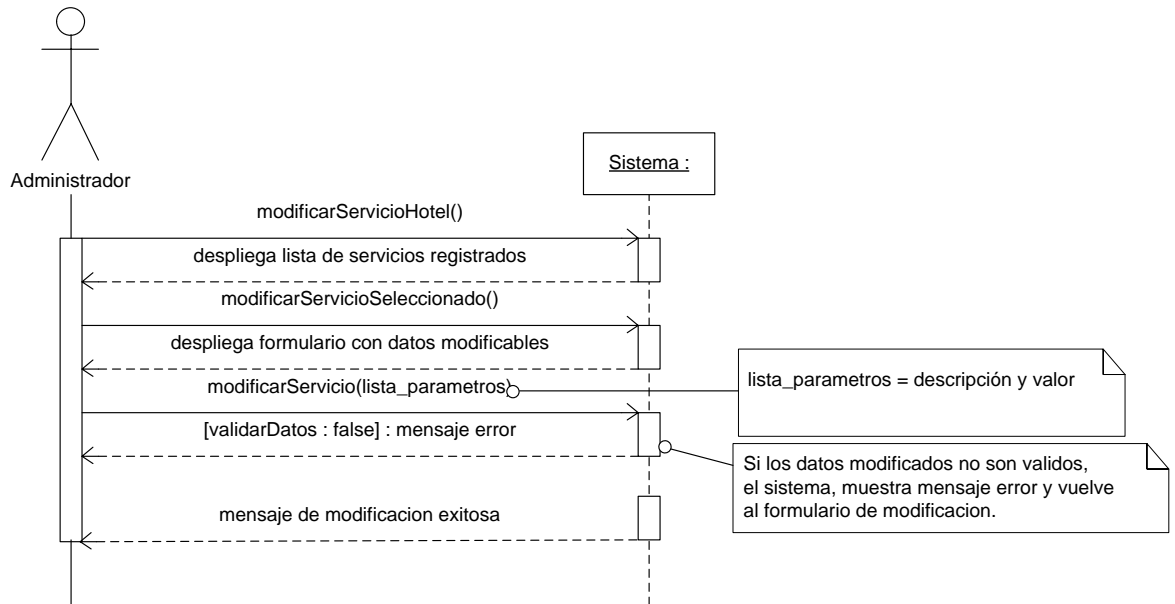 Administrador
Sistema :
modificarServicioHotel()
despliega lista de servicios registrados
modificarServicioSeleccionado()
despliega formulario con datos modificables
modificarServicio(lista_parametros)
lista_parametros = descripción y valor
[validarDatos : false] : mensaje error
Si los datos modificados no son validos,
el sistema, muestra mensaje error y vuelve
al formulario de modificacion.
mensaje de modificacion exitosa